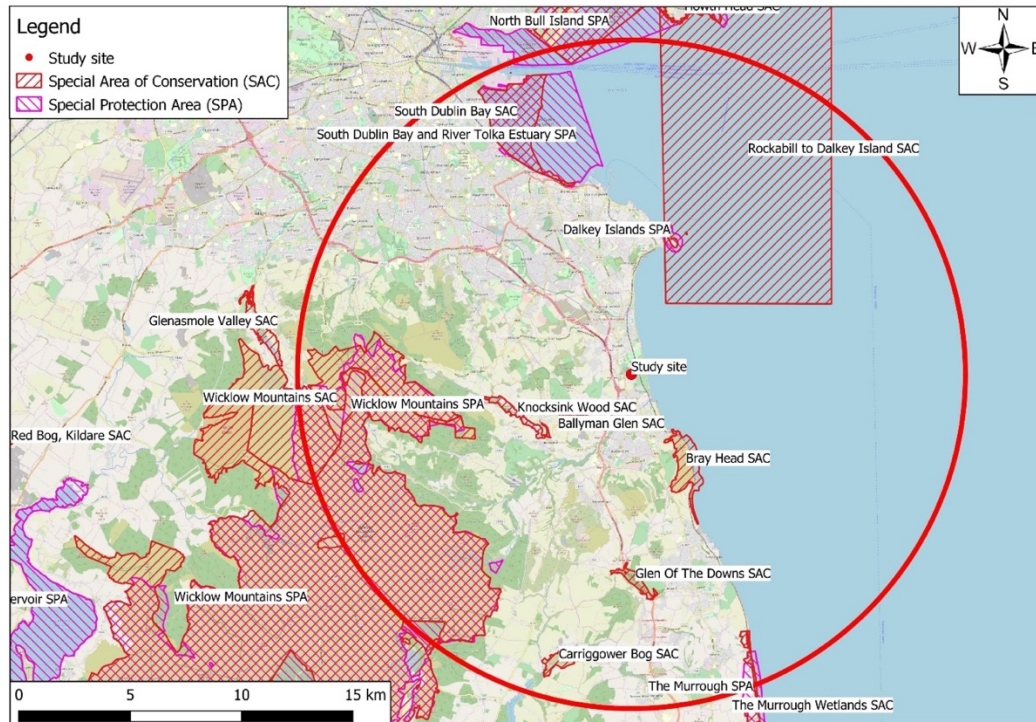 Legend
Study site
Special Area of Conservation (SAC)
Special Protection Area (SPA)
North Bull Island SPA
Howth Head SAC
N
W E
S
South Dublin Bay SAC
South Dublin Bay and River Tolka Estuary SPA
Rockabill to Dalkey Island SAC
Dalkey Islands SPA
Glenasmole Valley SAC
Study site
Wicklow Mountains SAC
Wicklow Mountains SPA
Knocksink Wood SAC
Ballyman Glen SAC
Red Bog, Kildare SAC
Bray Head SAC
Glen Of The Downs SAC
ervoir SPA
Wicklow Mountains SPA
Carriggower Bog SAC
The Murrough SPA
The Murrough Wetlands SAC
0 5 10 15 km